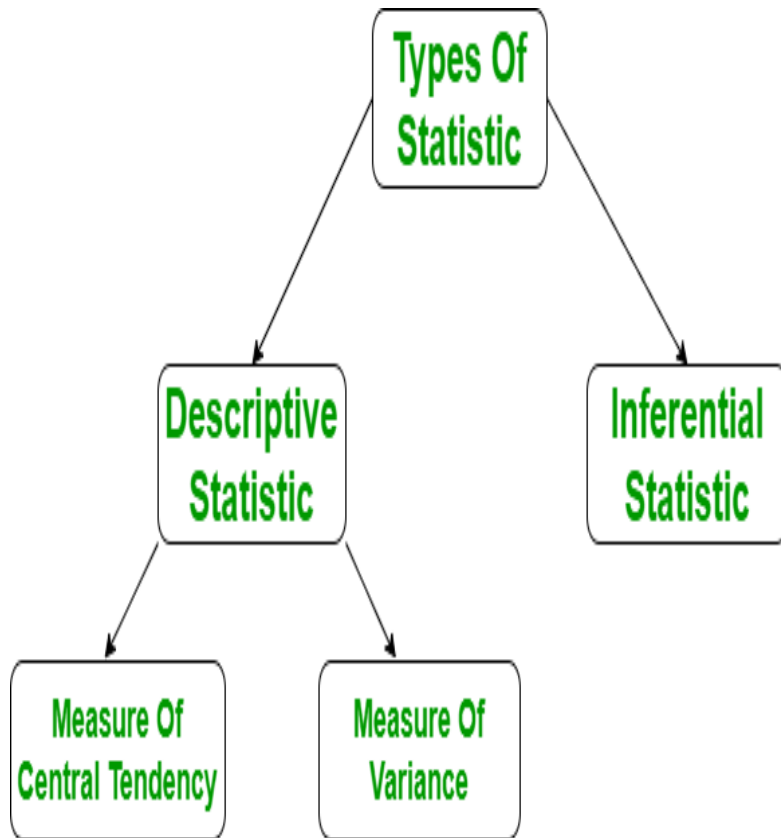 Types Of
Statistic
Descriptive
Statistic
Inferential
Statistic
Measure Of
Central Tendency
Measure Of
Variance